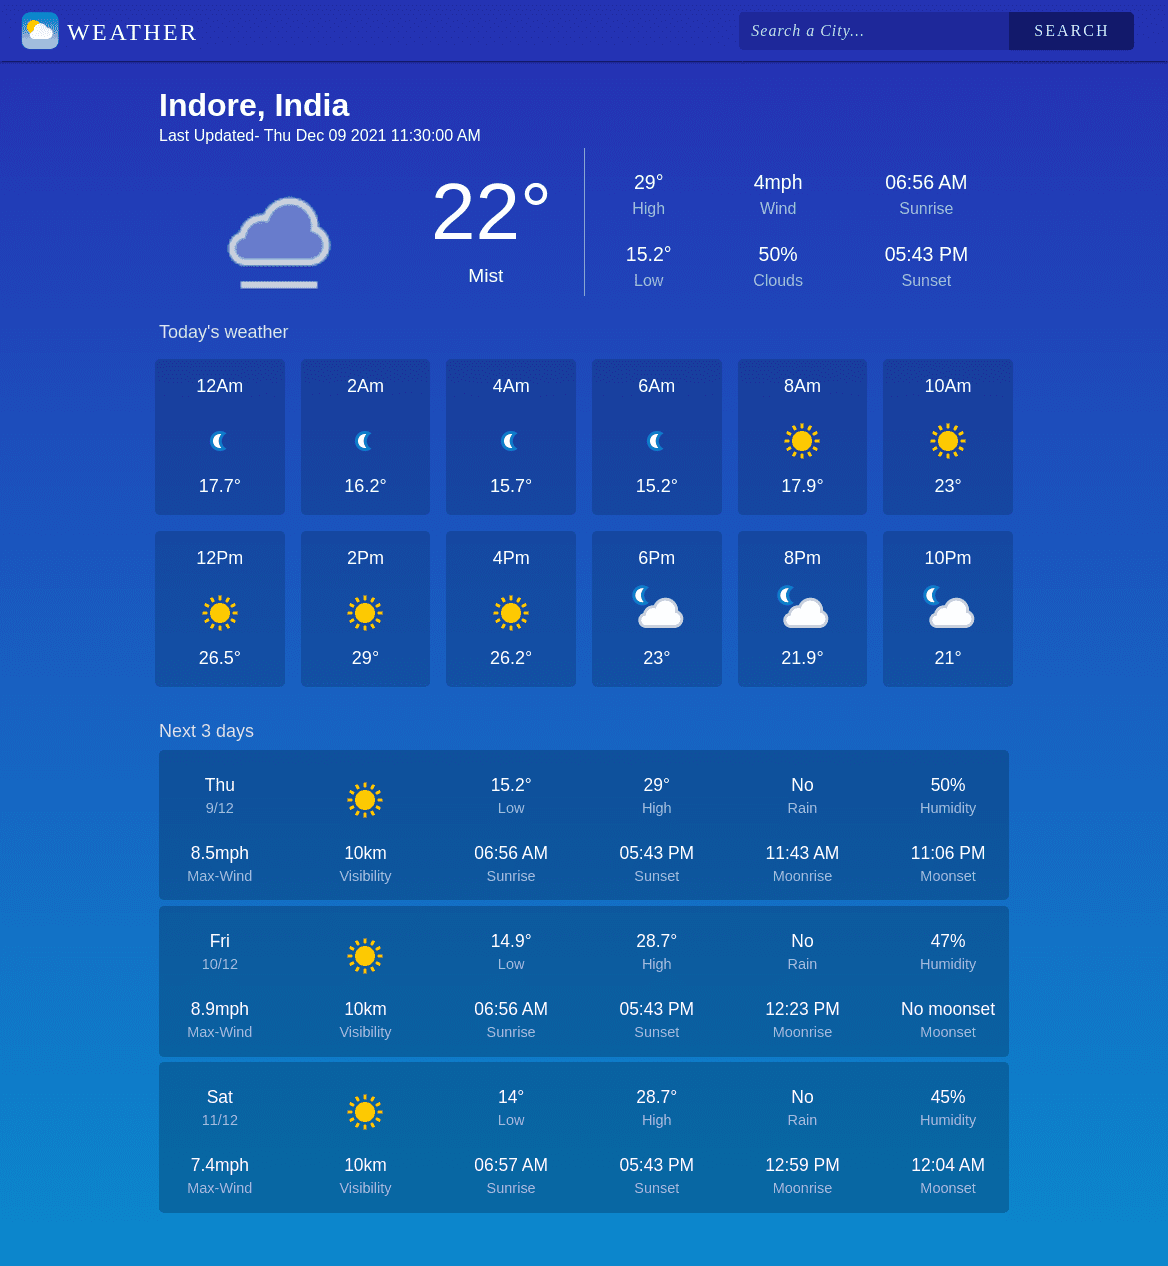 WEATHER
Search a City... SEARCH
Indore, India
Last Updated- Thu Dec 09 2021 11:30:00 AM
22°
Mist
29° 4mph 06:56 AM
High Wind Sunrise
15.2° 50% 05:43 PM
Low Clouds Sunset
Today's weather
12Am 2Am 4Am 6Am 8Am 10Am
17.7° 16.2° 15.7° 15.2° 17.9° 23°
12Pm 2Pm 4Pm 6Pm 8Pm 10Pm
26.5° 29° 26.2° 23° 21.9° 21°
Next 3 days
Thu 15.2° 29° No 50%
9/12 Low High Rain Humidity
8.5mph 10km 06:56 AM 05:43 PM 11:43 AM 11:06 PM
Max-Wind Visibility Sunrise Sunset Moonrise Moonset
Fri 14.9° 28.7° No 47%
10/12 Low High Rain Humidity
8.9mph 10km 06:56 AM 05:43 PM 12:23 PM No moonset
Max-Wind Visibility Sunrise Sunset Moonrise Moonset
Sat 14° 28.7° No 45%
11/12 Low High Rain Humidity
7.4mph 10km 06:57 AM 05:43 PM 12:59 PM 12:04 AM
Max-Wind Visibility Sunrise Sunset Moonrise Moonset